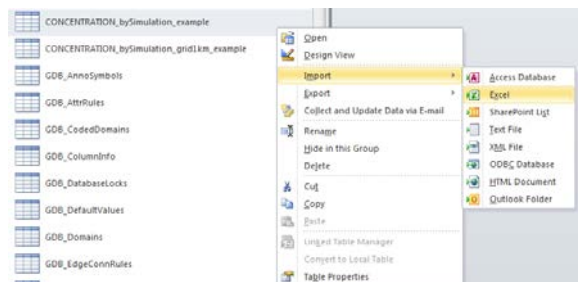 CONCENTRATION_bySimulation_example
CONCENTRATION_bySimulation_grid1km_example
GDB_AnnoSymbols
GDB_AttrRules
GDB_CodedDomains
GDB_ColumnInfo
GDB_DatabaseLocks
GDB_DefaultValues
GDB_Domains
GDB_EdgeConnRules
Open
Design View
Import
Export
Collect and Update Data via E-mail
Rename
Hide in this Group
Delete
Cut
Copy
Paste
Linked Table Manager
Convert to Local Table
Table Properties
Access Database
Excel
SharePoint List
Text File
XML File
ODBC Database
HTML Document
Outlook Folder